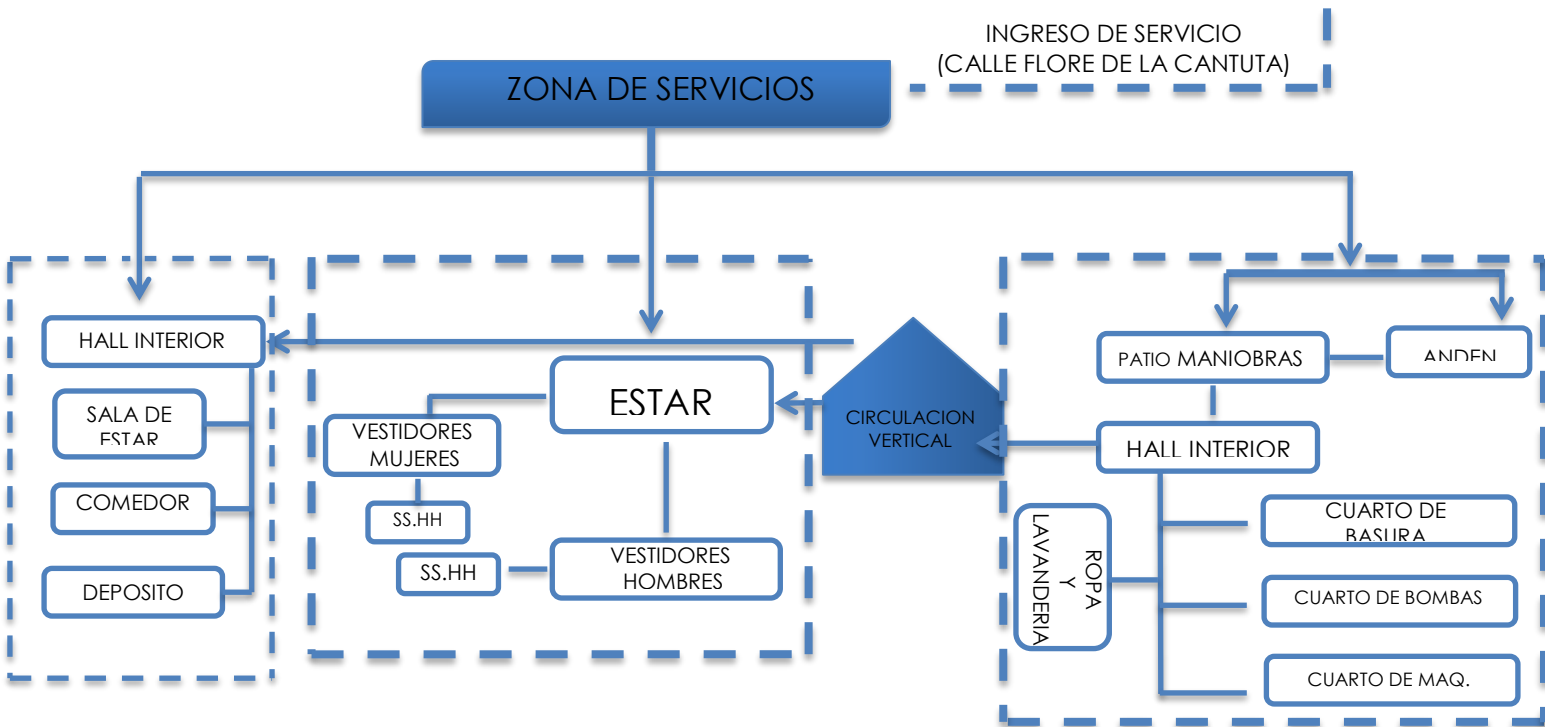 INGRESO DE SERVICIO
(CALLE FLORE DE LA CANTUTA)
ZONA DE SERVICIOS
HALL INTERIOR
SALA DE
ESTAR
COMEDOR
DEPOSITO
ESTAR
VESTIDORES
MUJERES
SS.HH
SS.HH
VESTIDORES
HOMBRES
CIRCULACION
VERTICAL
PATIO MANIOBRAS
ANDEN
HALL INTERIOR
ROPA
Y
LAVANDERIA
CUARTO DE
BASURA
CUARTO DE BOMBAS
CUARTO DE MAQ.